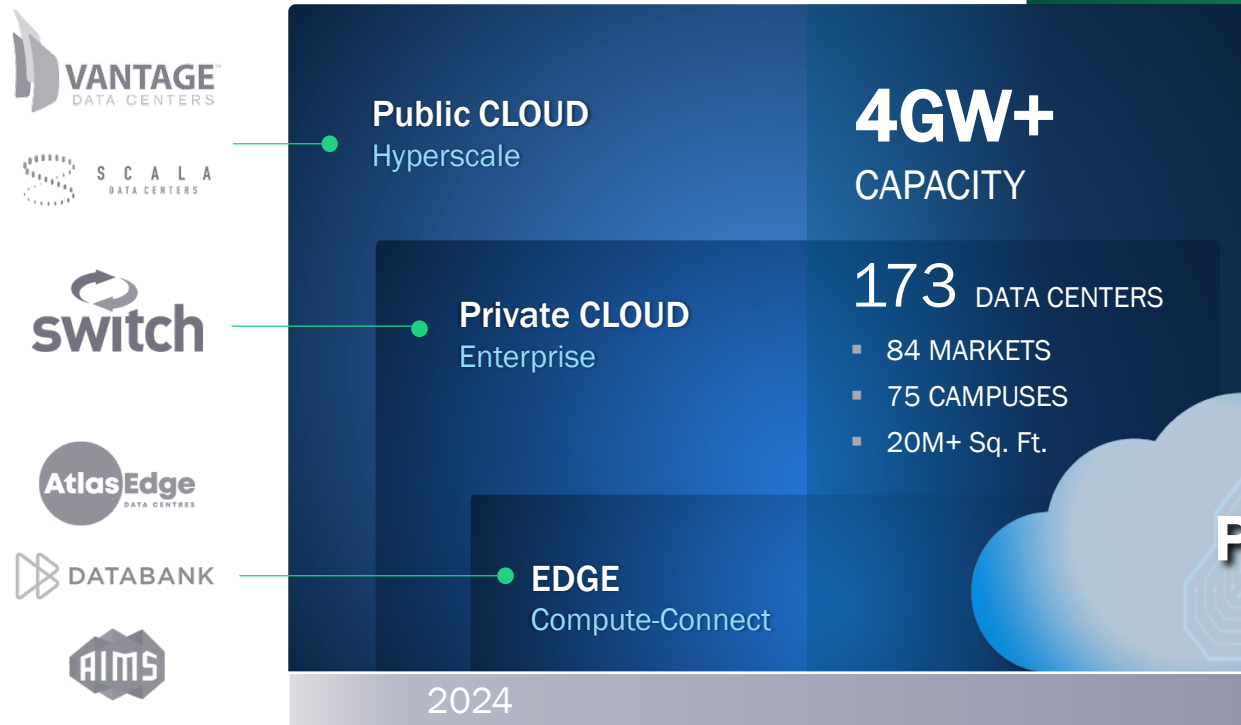 VANTAGE™
DATA CENTERS
SCALA
DATA CENTERS
switch
AtlasEdge
DATA CENTRES
DATABANK
AIMS
Public CLOUD
Hyperscale
Private CLOUD
Enterprise
EDGE
Compute-Connect
4GW+
CAPACITY
173 DATA CENTERS
▪ 84 MARKETS
▪ 75 CAMPUSES
▪ 20M+ Sq. Ft.
P
2024